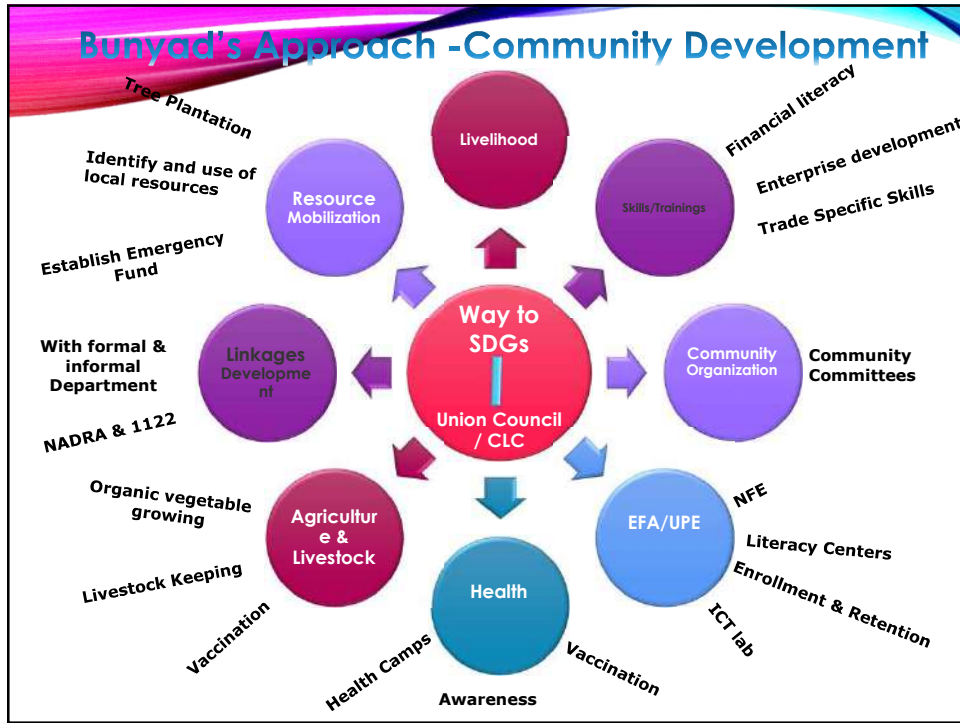 Bunyad's Approach -Community Development
Livelihood
Financial literacy
Enterprise development
Trade Specific Skills
Skills/Trainings
Community
Organization
Community
Committees
EFA/UPE
NFE
Literacy Centers
Enrollment & Retention
ICT lab
Health
Vaccination
Awareness
Health Camps
Agricultur
e &
Livestock
Organic vegetable
growing
Livestock Keeping
Vaccination
Linkages
Developme
nt
With formal &
informal
Department
NADRA & 1122
Resource
Mobilization
Tree Plantation
Identify and use of
local resources
Establish Emergency
Fund
Way to
SDGs
Union Council
/ CLC